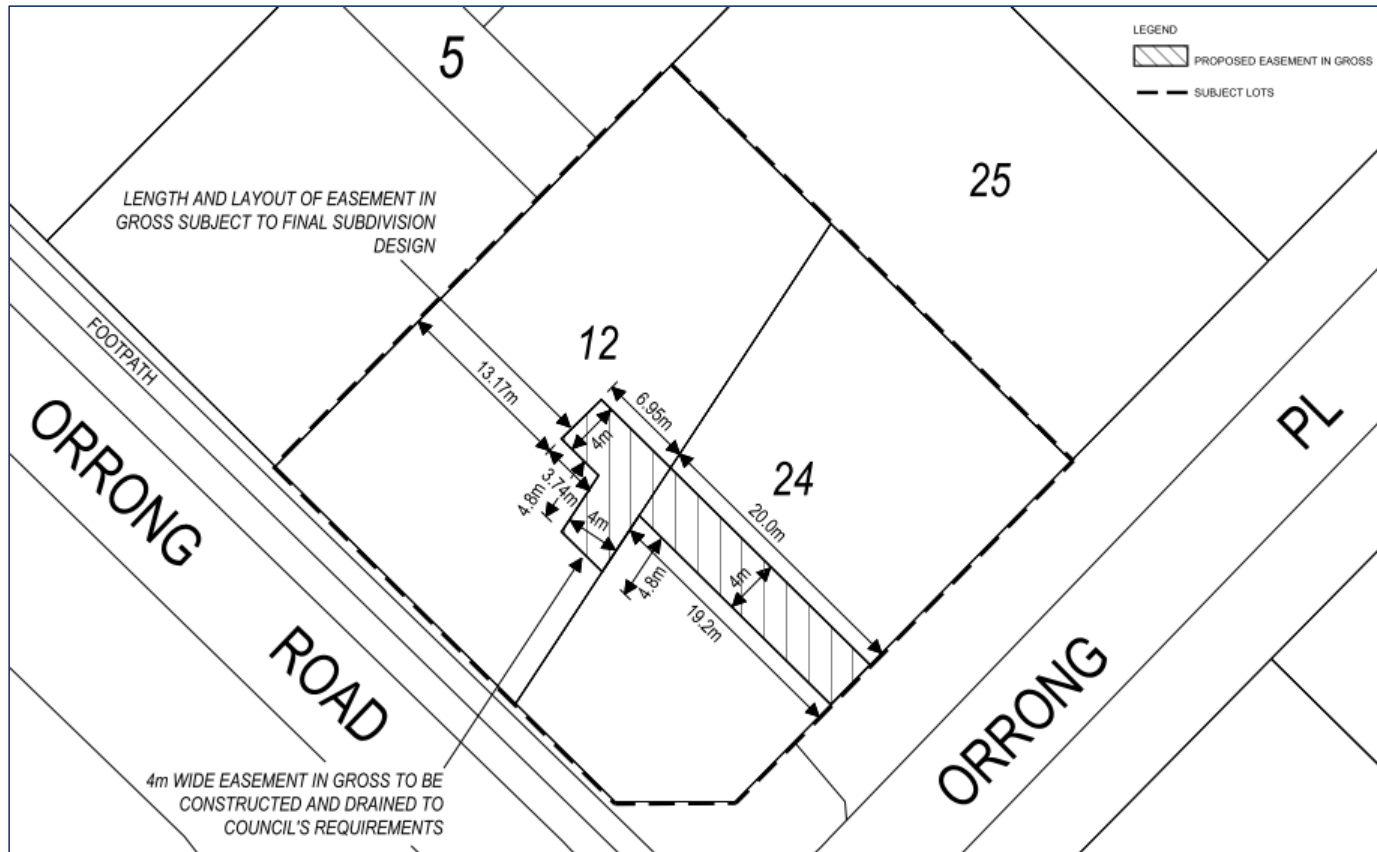 LEGEND
PROPOSED EASEMENT IN GROSS
SUBJECT LOTS
5
25
LENGTH AND LAYOUT OF EASEMENT IN
GROSS SUBJECT TO FINAL SUBDIVISION
DESIGN
FOOTPATH
12
13.17m
6.95m
4m
3.74m
4.8m
4m
24
20.0m
4m
4.8m
19.2m
ORRONG
ROAD
ORRONG
PL
4m WIDE EASEMENT IN GROSS TO BE
CONSTRUCTED AND DRAINED TO
COUNCIL'S REQUIREMENTS